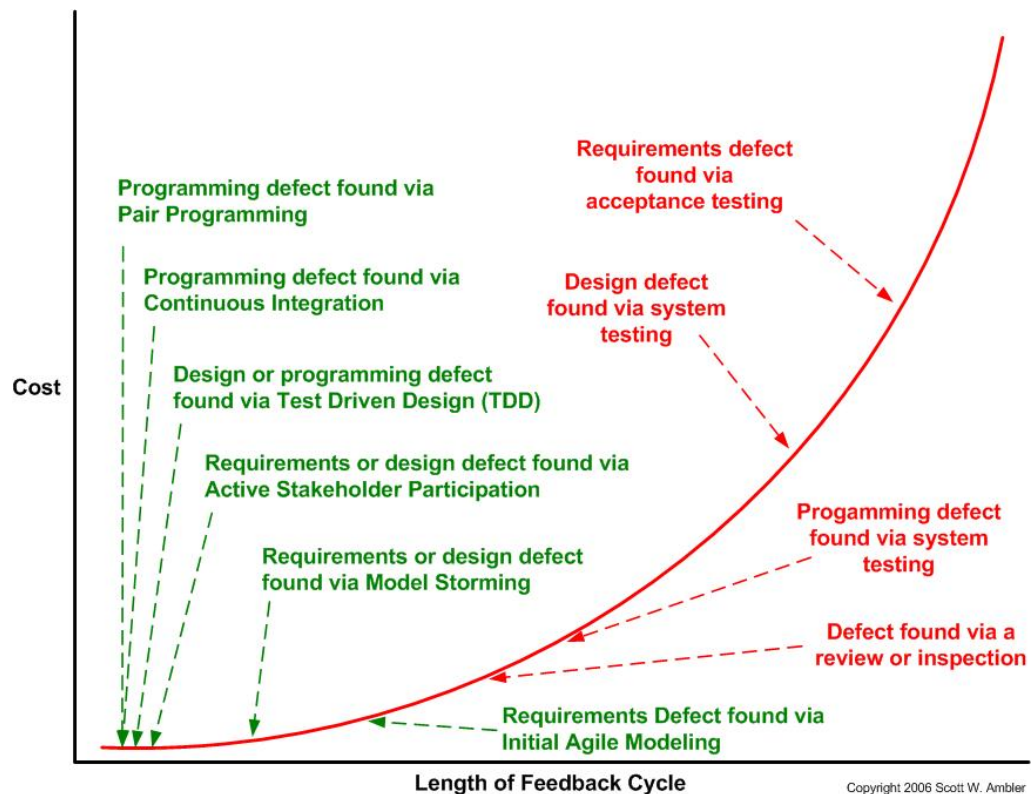 Programming defect found via
Pair Programming
Programming defect found via
Continuous Integration
Design or programming defect
found via Test Driven Design (TDD)
Requirements or design defect found via
Active Stakeholder Participation
Requirements or design defect
found via Model Storming
Requirements defect
found via
acceptance testing
Design defect
found via system
testing
Progamming defect
found via system
testing
Defect found via a
review or inspection
Requirements Defect found via
Initial Agile Modeling
Cost
Length of Feedback Cycle
Copyright 2006 Scott W. Ambler